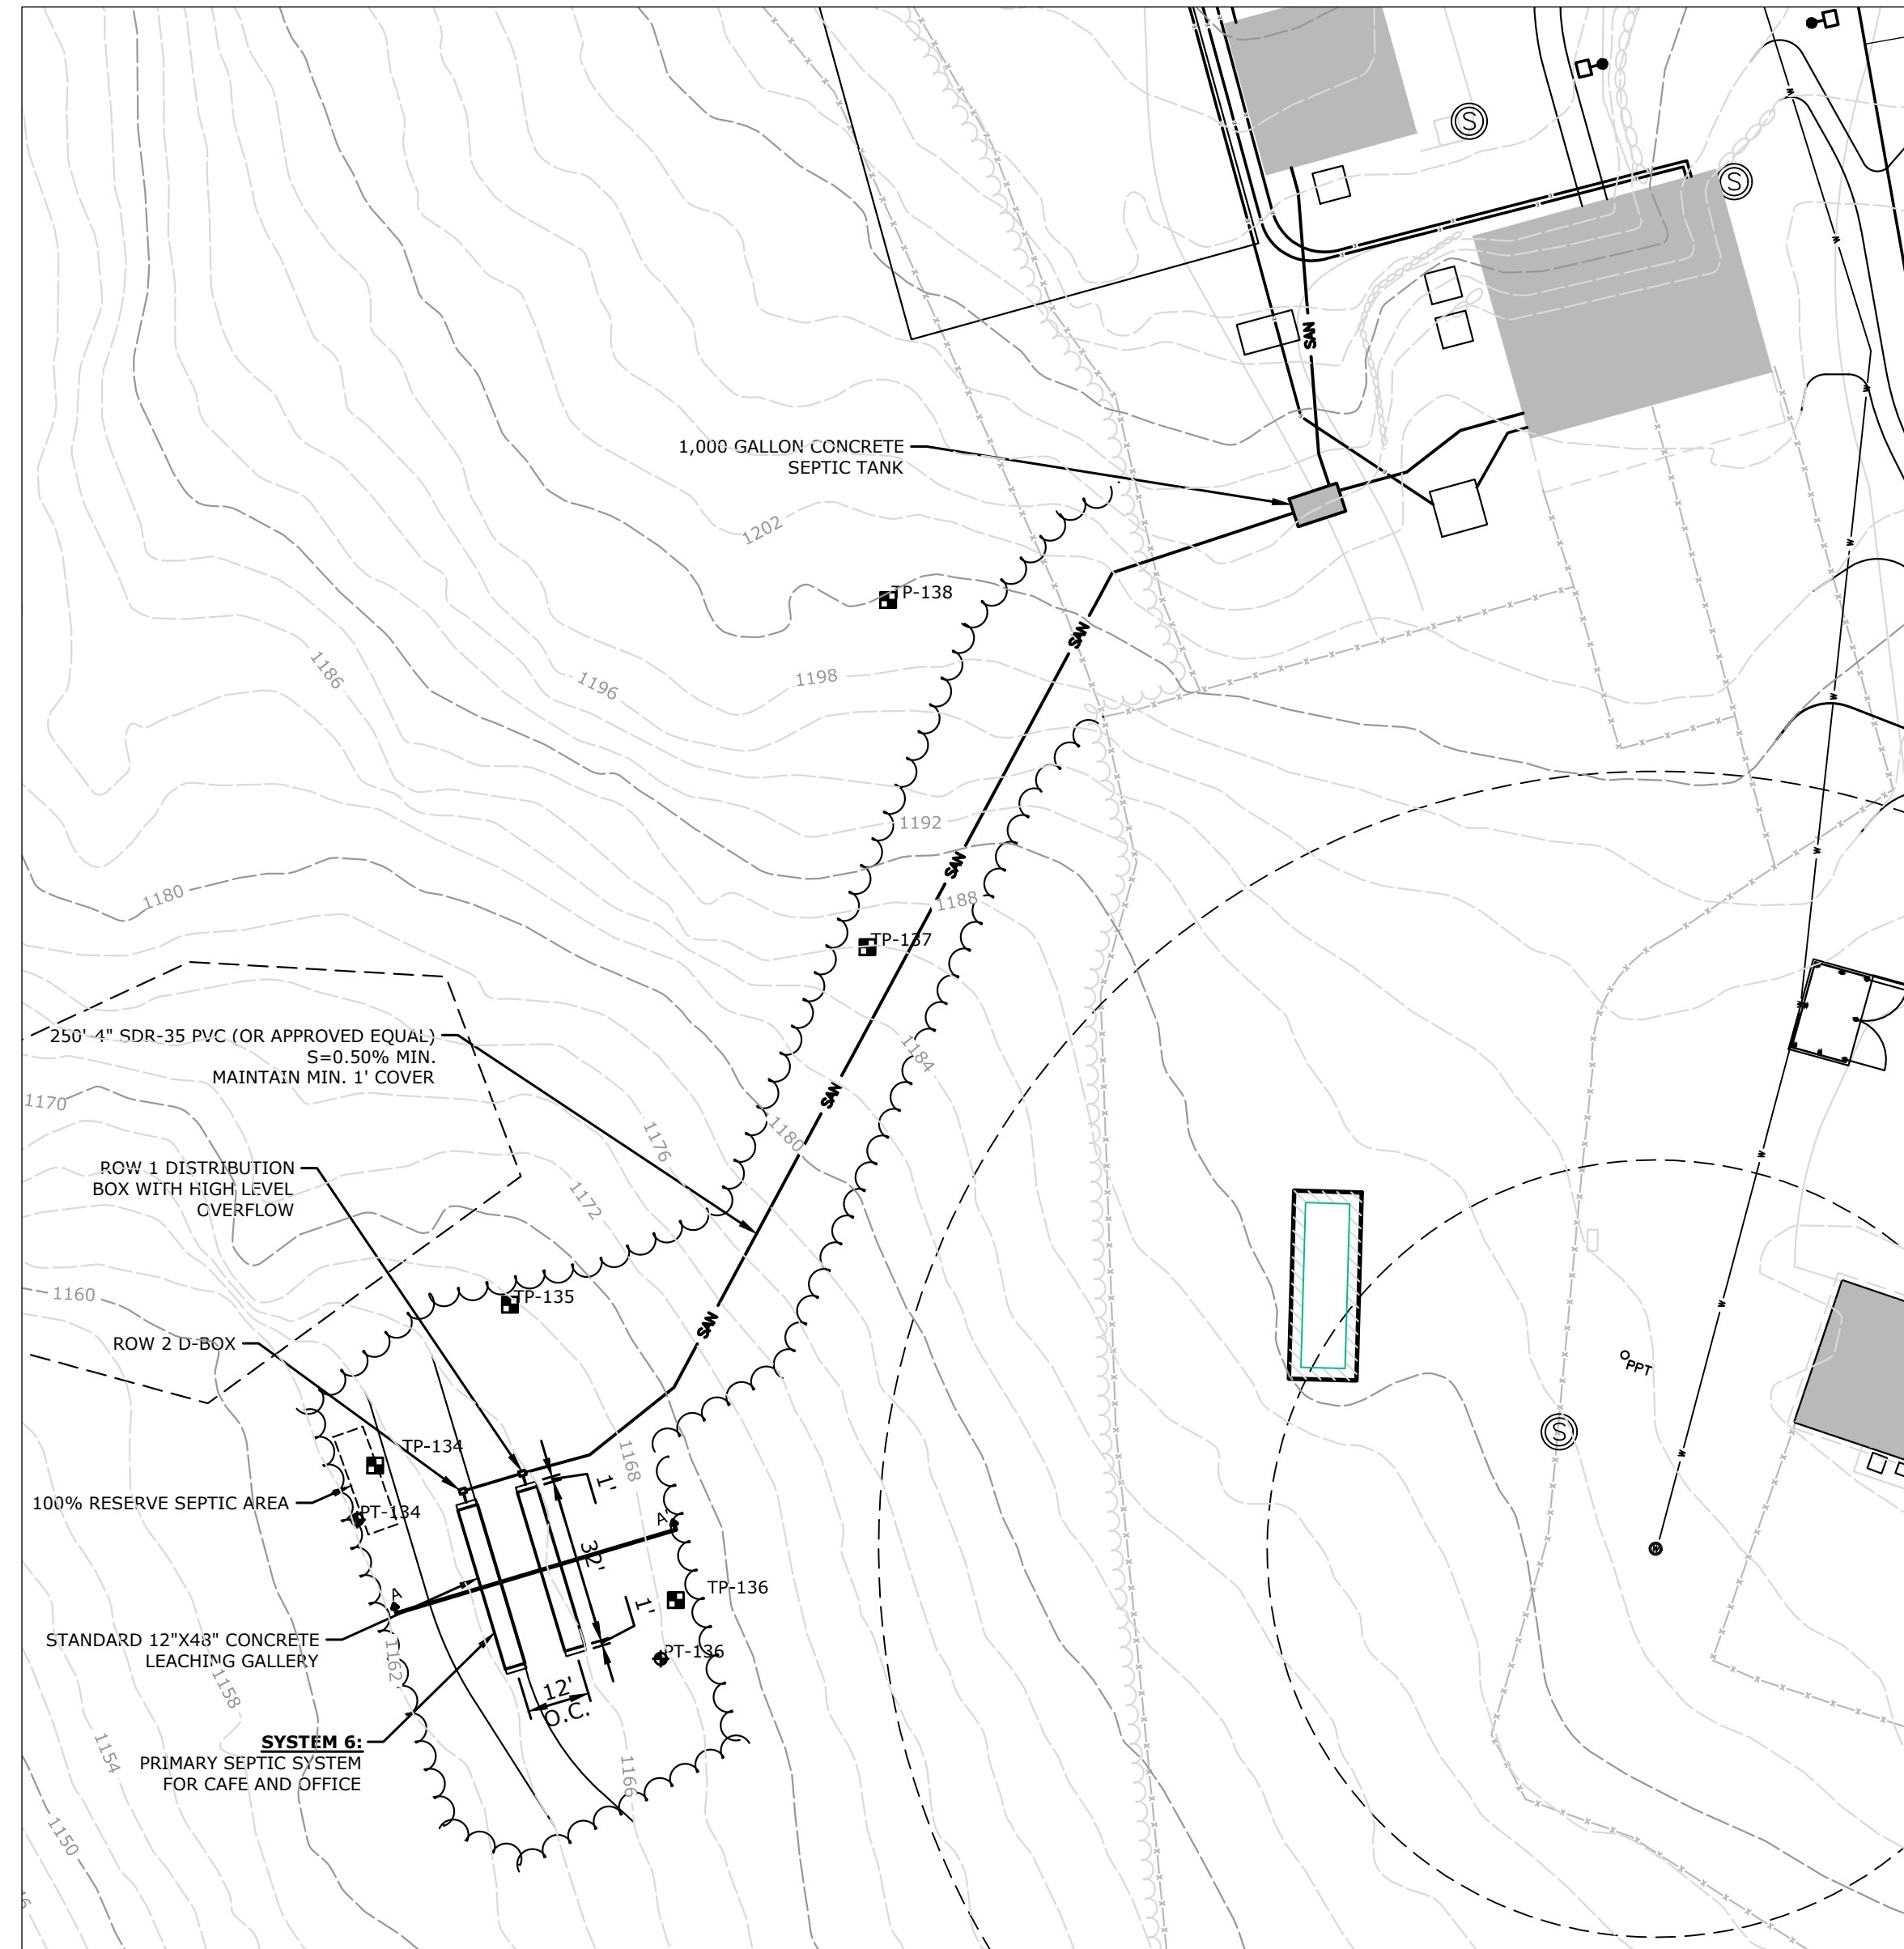 S
S
SAN
1,000 GALLON CONCRETE
SEPTIC TANK
1202
TP-138
SAN
1186
1196
1198
1192
SAN
1180
1188
TP-137
250'-4" SDR-35 PVC (OR APPROVED EQUAL)
S=0.50% MIN.
MAINTAIN MIN. 1' COVER
1184
SAN
1170
1180
1176
ROW 1 DISTRIBUTION
BOX WITH HIGH LEVEL
OVERFLOW
1172
1160
TP-135
SAN
ROW 2 D-BOX
PPT
S
TP-134
1168
1'
100% RESERVE SEPTIC AREA
PT-134
A'
32'
W
TP-136
A
1'
STANDARD 12"X48" CONCRETE
LEACHING GALLERY
1162
PT-136
1158
12'
O.C.
SYSTEM 6:
PRIMARY SEPTIC SYSTEM
FOR CAFE AND OFFICE
1154
1166
1150